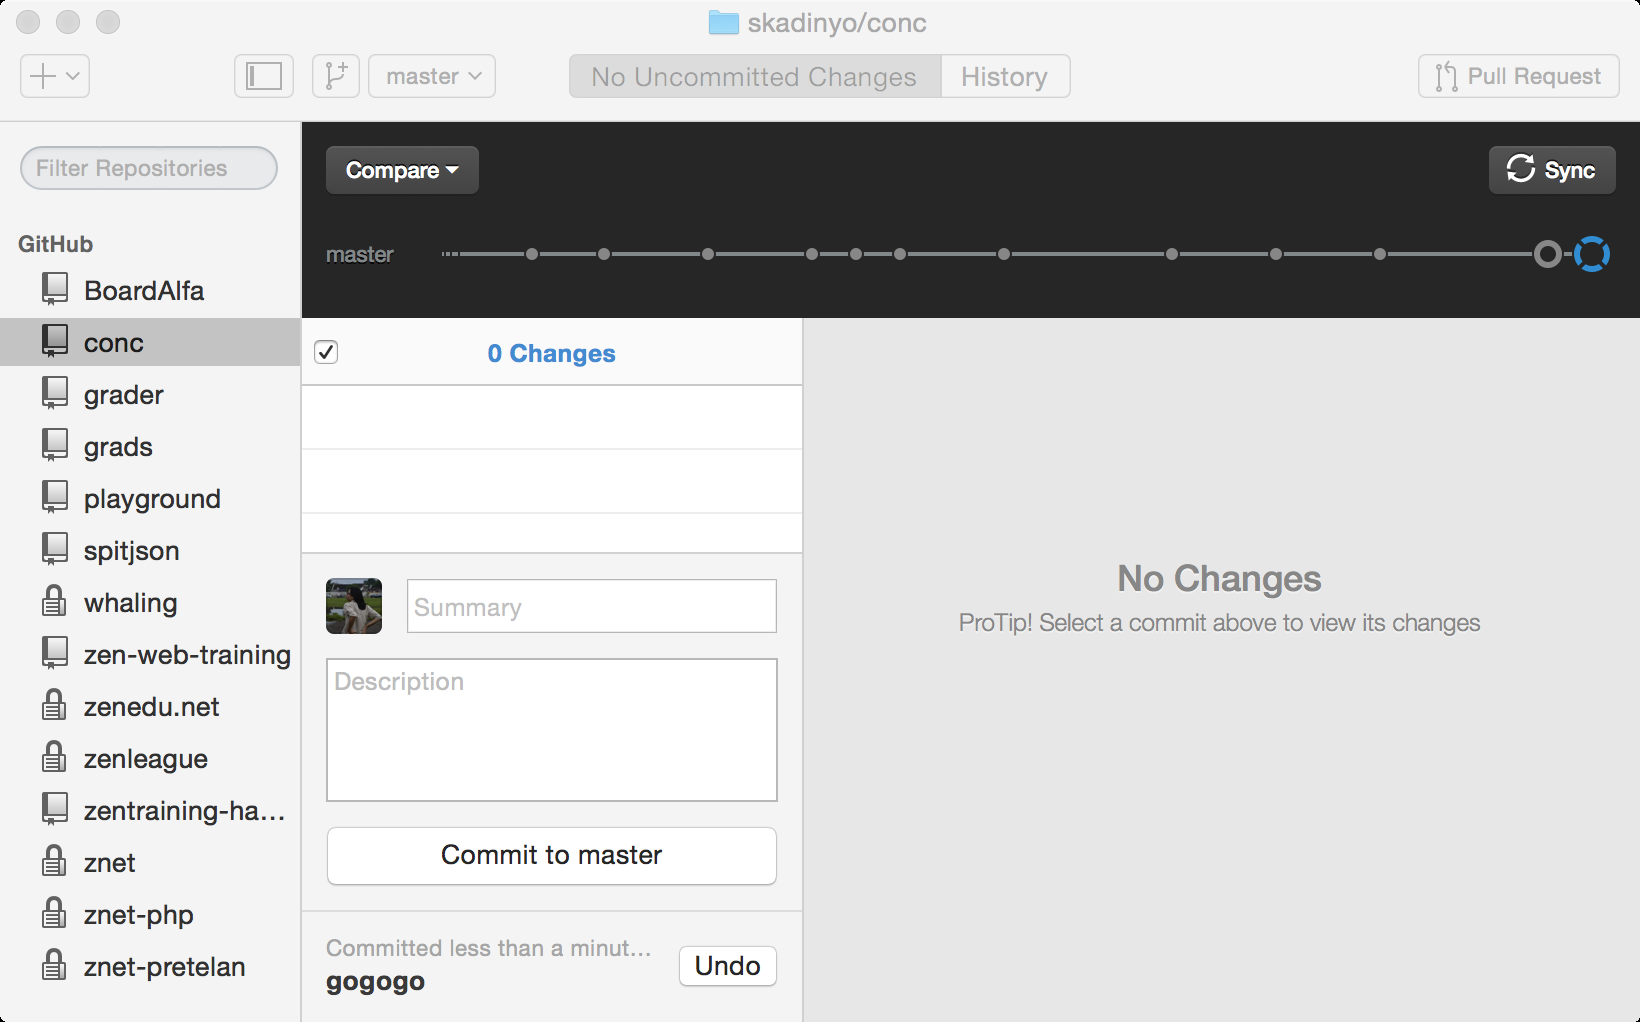 skadinyo/conc
master
No Uncommitted Changes
History
Pull Request
Filter Repositories
GitHub
BoardAlfa
conc
grader
grads
playground
spitjson
whaling
zen-web-training
zenedu.net
zenleague
zentraining-ha...
znet
znet-php
znet-pretelan
Compare
Sync
master
0 Changes
Summary
Description
Commit to master
Committed less than a minut...
gogogo
Undo
No Changes
ProTip! Select a commit above to view its changes